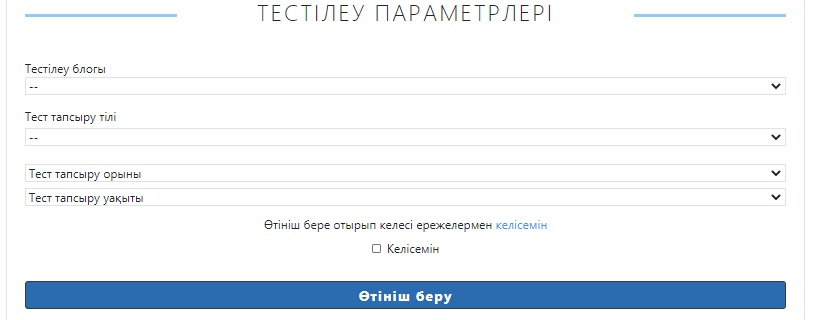 ТЕСТІЛЕУ ПАРАМЕТРЛЕРІ
Тестілеу блогы
--
Тест тапсыру тілі
--
Тест тапсыру орыны
Тест тапсыру уақыты
Өтініш бере отырып келесі ережелермен келісемін
Келісемін
Өтініш беру